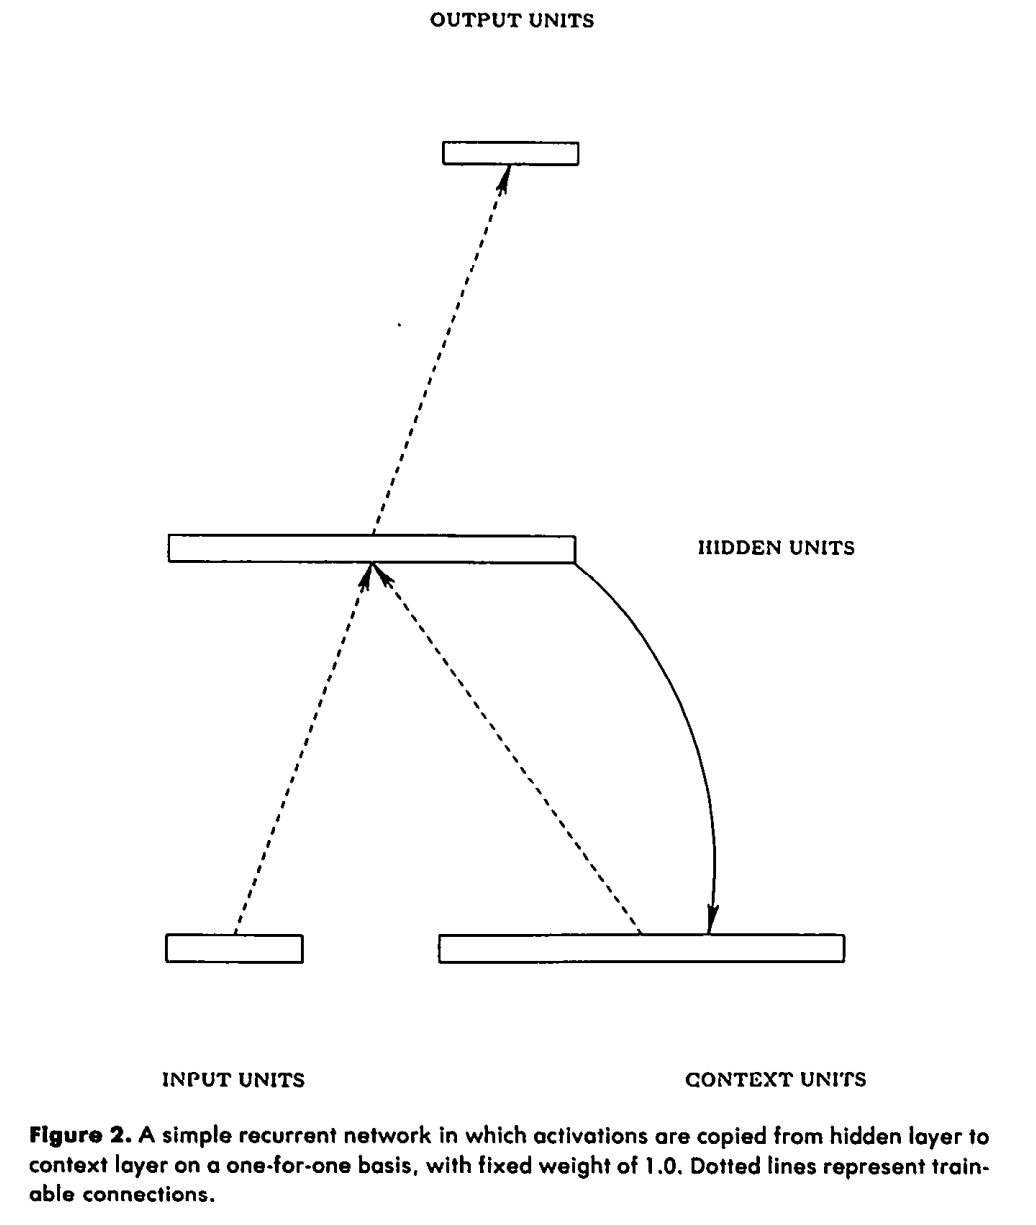 OUTPUT UNITS
HIDDEN UNITS
INPUT UNITS
CONTEXT UNITS
Figure 2. A simple recurrent network in which activations are copied from hidden layer to
context layer on a one-for-one basis, with fixed weight of 1.0. Dotted lines represent train-
able connections.